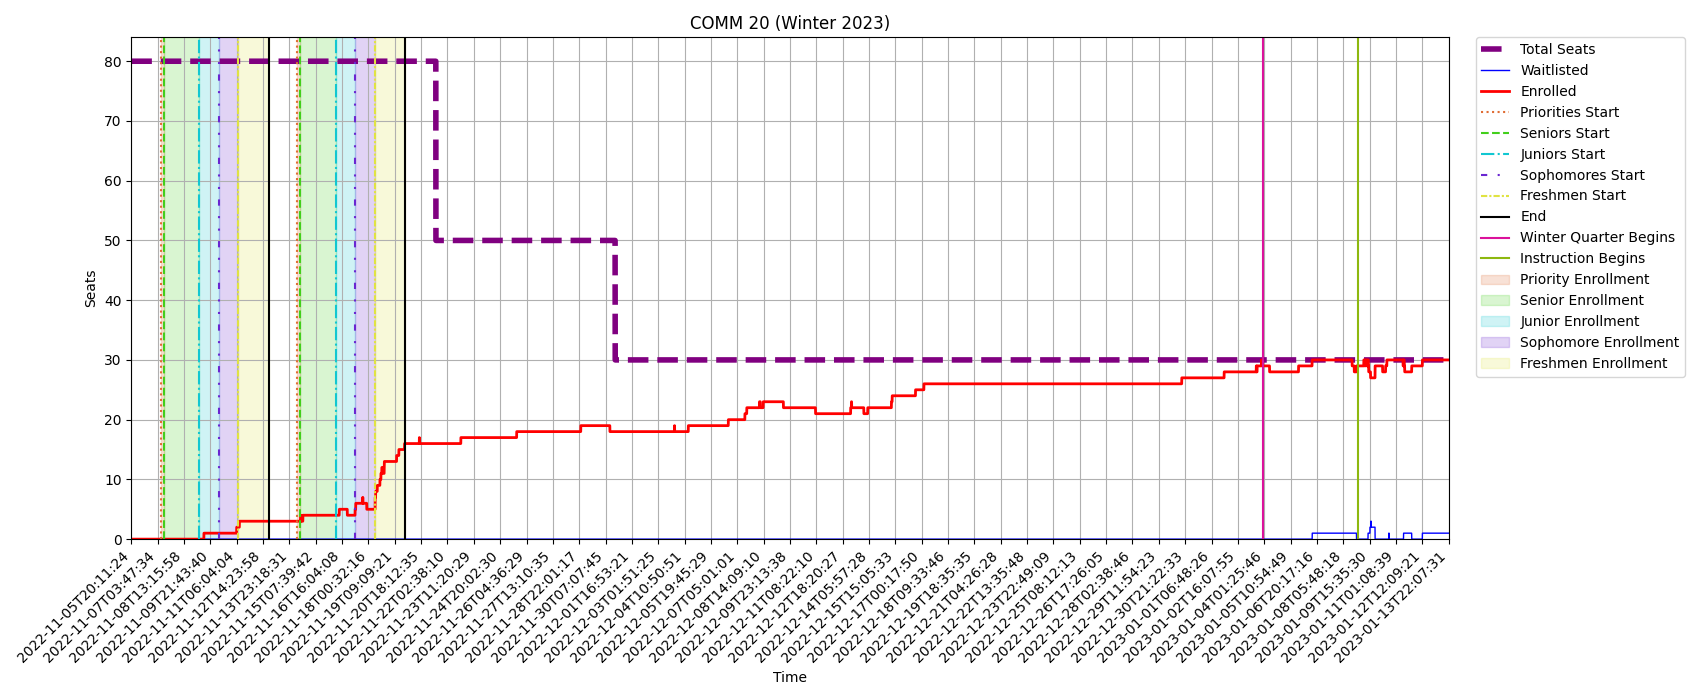 COMM 20 (Winter 2023)
Seats
80
70
60
50
40
30
20
10
0
2022-11-05T20:11:24
2022-11-07T03:47:34
2022-11-08T13:15:58
2022-11-09T21:43:40
2022-11-11T06:04:04
2022-11-12T14:23:58
2022-11-13T23:18:31
2022-11-15T07:39:42
2022-11-16T16:04:08
2022-11-18T00:32:16
2022-11-19T09:09:21
2022-11-20T18:12:35
2022-11-22T02:38:10
2022-11-23T11:20:29
2022-11-24T20:02:30
2022-11-26T04:36:29
2022-11-27T13:10:35
2022-11-28T22:01:17
2022-11-30T07:07:45
2022-12-01T16:53:21
2022-12-03T01:51:25
2022-12-04T10:50:51
2022-12-05T19:45:29
2022-12-07T05:01:01
2022-12-08T14:09:10
2022-12-09T23:13:38
2022-12-11T08:22:10
2022-12-12T18:20:27
2022-12-14T05:57:28
2022-12-15T15:05:33
2022-12-17T00:17:50
2022-12-18T09:33:46
2022-12-19T18:35:35
2022-12-21T04:26:28
2022-12-22T13:35:48
2022-12-23T22:49:09
2022-12-25T08:12:13
2022-12-26T17:26:05
2022-12-28T02:38:46
2022-12-29T11:54:23
2022-12-30T21:22:33
2023-01-01T06:48:26
2023-01-02T16:07:55
2023-01-04T01:25:46
2023-01-05T10:54:49
2023-01-06T20:17:16
2023-01-08T05:48:18
2023-01-09T15:35:30
2023-01-11T01:08:39
2023-01-12T12:09:21
2023-01-13T22:07:31
Time
Total Seats
Waitlisted
Enrolled
Priorities Start
Seniors Start
Juniors Start
Sophomores Start
Freshmen Start
End
Winter Quarter Begins
Instruction Begins
Priority Enrollment
Senior Enrollment
Junior Enrollment
Sophomore Enrollment
Freshmen Enrollment